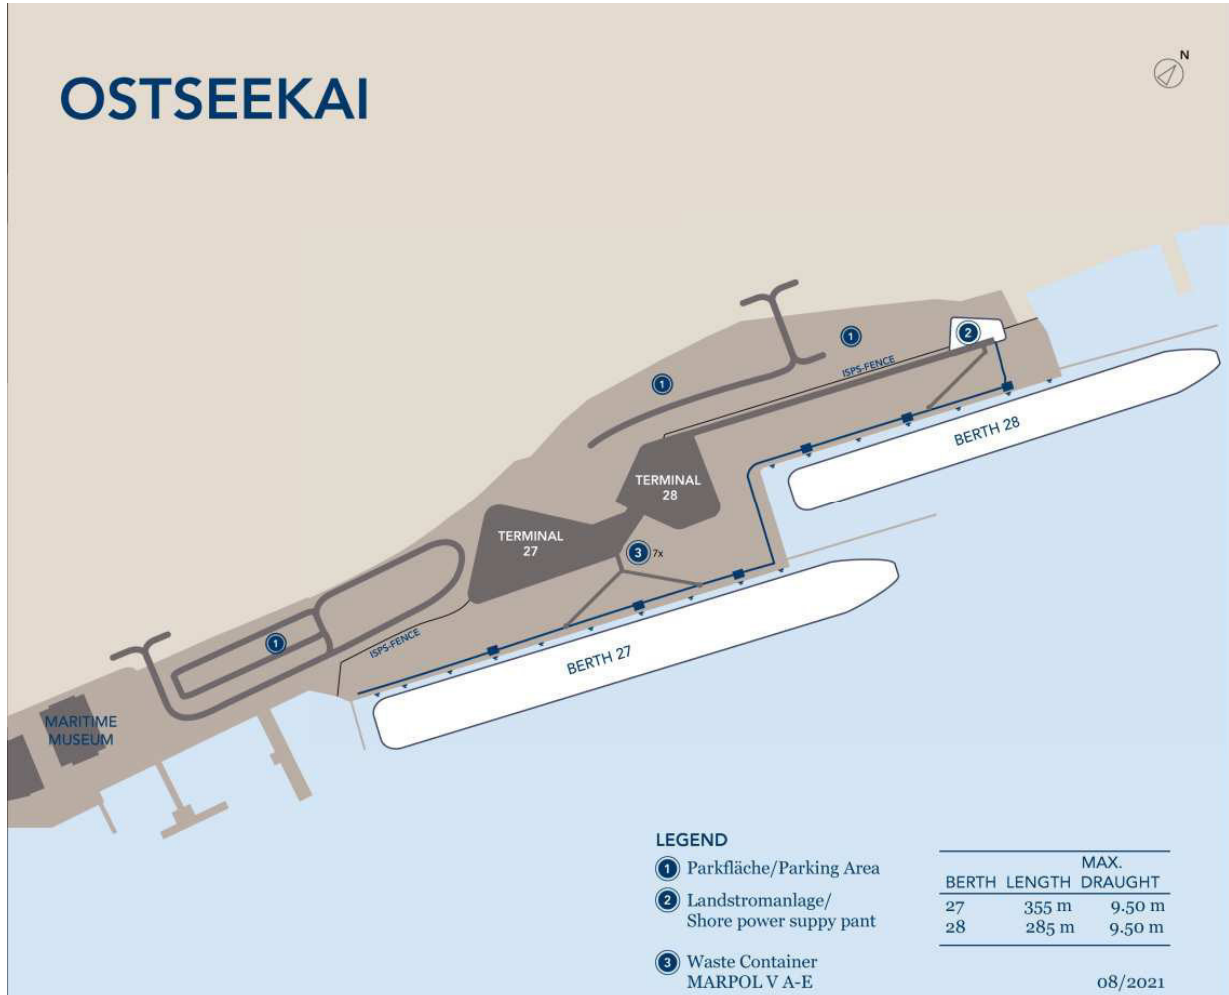 OSTSEEKAI
N
1
2
ISPS-FENCE
1
BERTH 28
TERMINAL
28
TERMINAL
27
3 7x
1
ISPS-FENCE
BERTH 27
MARITIME
MUSEUM
LEGEND
1 Parkfläche/Parking Area
2 Landstromanlage/
Shore power suppy pant
3 Waste Container
MARPOL V A-E
MAX.
BERTH LENGTH DRAUGHT
27 355 m 9.50 m
28 285 m 9.50 m
08/2021